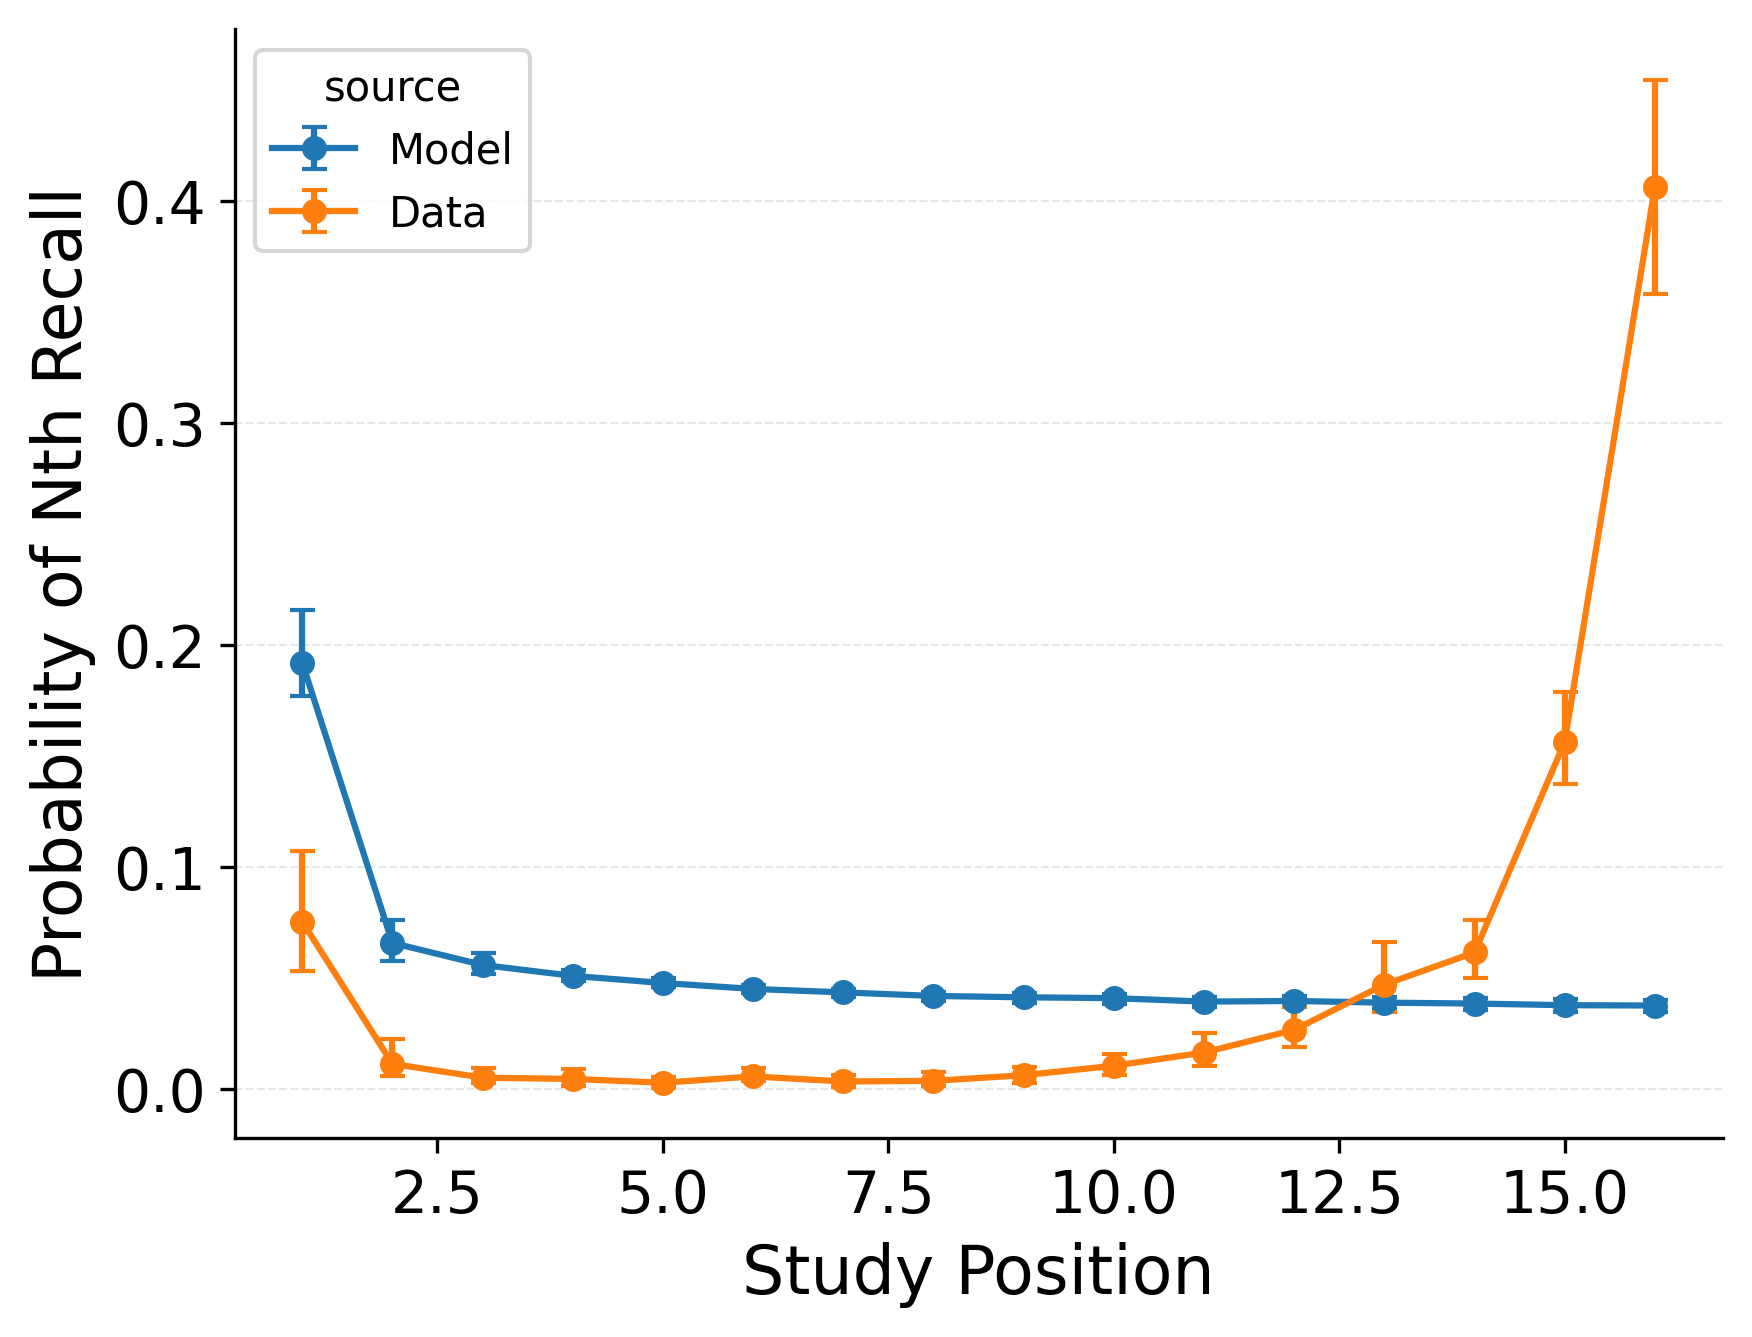 source
Model
Data
Probability of Nth Recall
0.4
0.3
0.2
0.1
0.0
2.5 5.0 7.5 10.0 12.5 15.0
Study Position